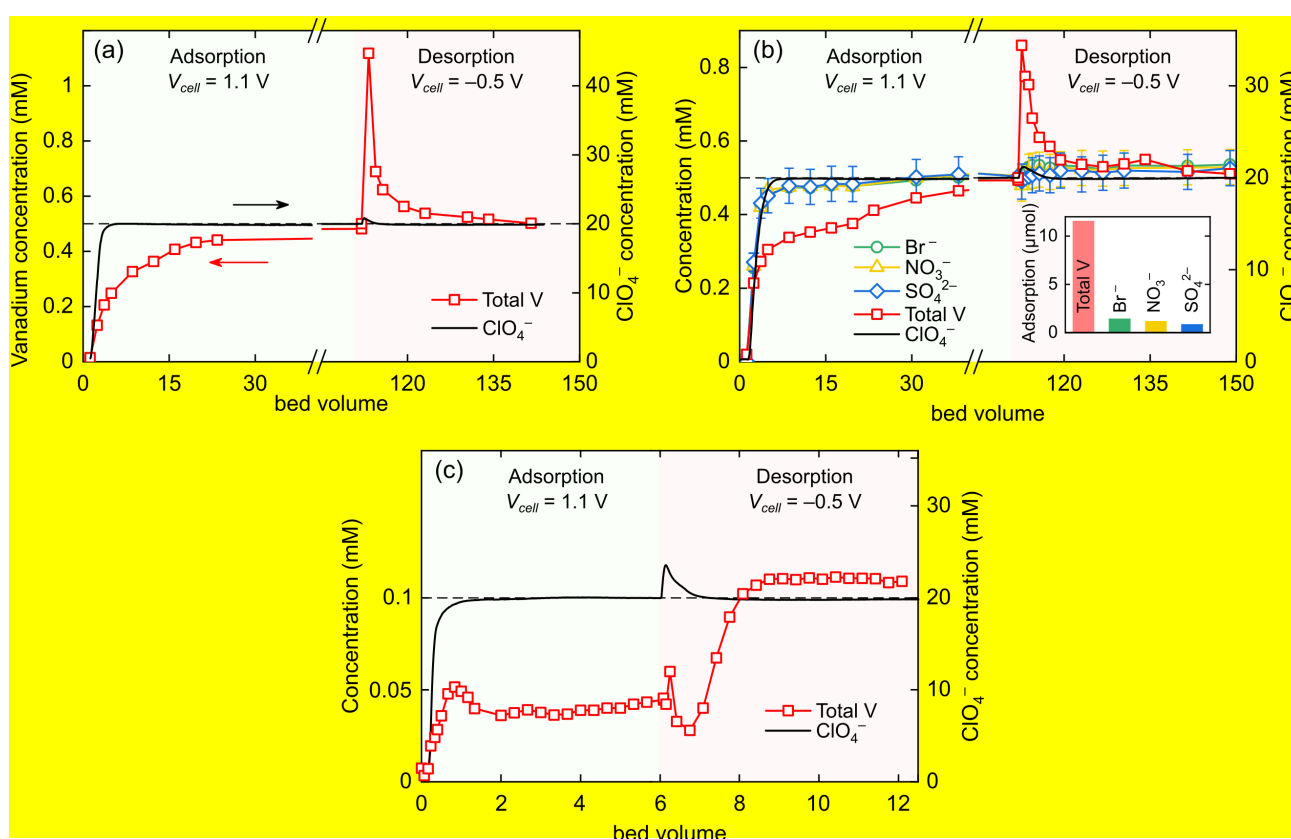 (a)
Adsorption
V_cell = 1.1 V
Desorption
V_cell = –0.5 V
Vanadium concentration (mM)
1
0.8
0.6
0.4
0.2
0
ClO₄⁻ concentration (mM)
40
30
20
10
0
Total V
ClO₄⁻
0 15 30 120 135 150
bed volume
(b)
Adsorption
V_cell = 1.1 V
Desorption
V_cell = –0.5 V
Concentration (mM)
0.8
0.6
0.4
0.2
0
ClO₄⁻ concentration (mM)
30
20
10
0
Br⁻
NO₃⁻
SO₄²⁻
Total V
ClO₄⁻
Adsorption (μmol)
10
5
0
Total V
Br⁻
NO₃⁻
SO₄²⁻
0 15 30 120 135 150
bed volume
(c)
Adsorption
V_cell = 1.1 V
Desorption
V_cell = –0.5 V
Concentration (mM)
0.1
0.05
0
ClO₄⁻ concentration (mM)
30
20
10
0
Total V
ClO₄⁻
0 2 4 6 8 10 12
bed volume